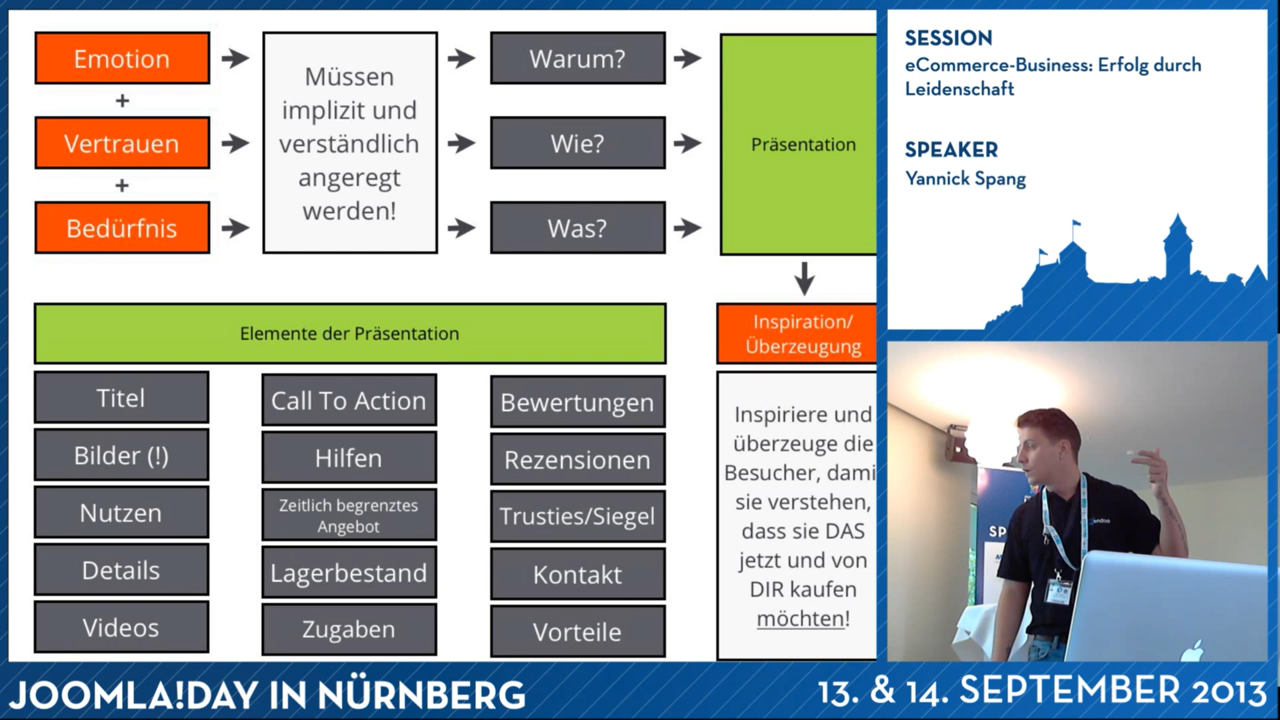 Emotion
+
Vertrauen
+
Bedürfnis
Müssen
implizit und
verständlich
angeregt
werden!
Warum?
Wie?
Was?
Präsentation
Elemente der Präsentation
Titel
Bilder (!)
Nutzen
Details
Videos
Call To Action
Hilfen
Zeitlich begrenztes
Angebot
Lagerbestand
Zugaben
Bewertungen
Rezensionen
Trusties/Siegel
Kontakt
Vorteile
Inspiration/
Überzeugung
Inspiriere und
überzeuge die
Besucher, dami
sie verstehen,
dass sie DAS
jetzt und von
DIR kaufen
möchten!
SESSION
eCommerce-Business: Erfolg durch
Leidenschaft
SPEAKER
Yannick Spang
SP
JOOMLA!DAY IN NÜRNBERG
13. & 14. SEPTEMBER 2013